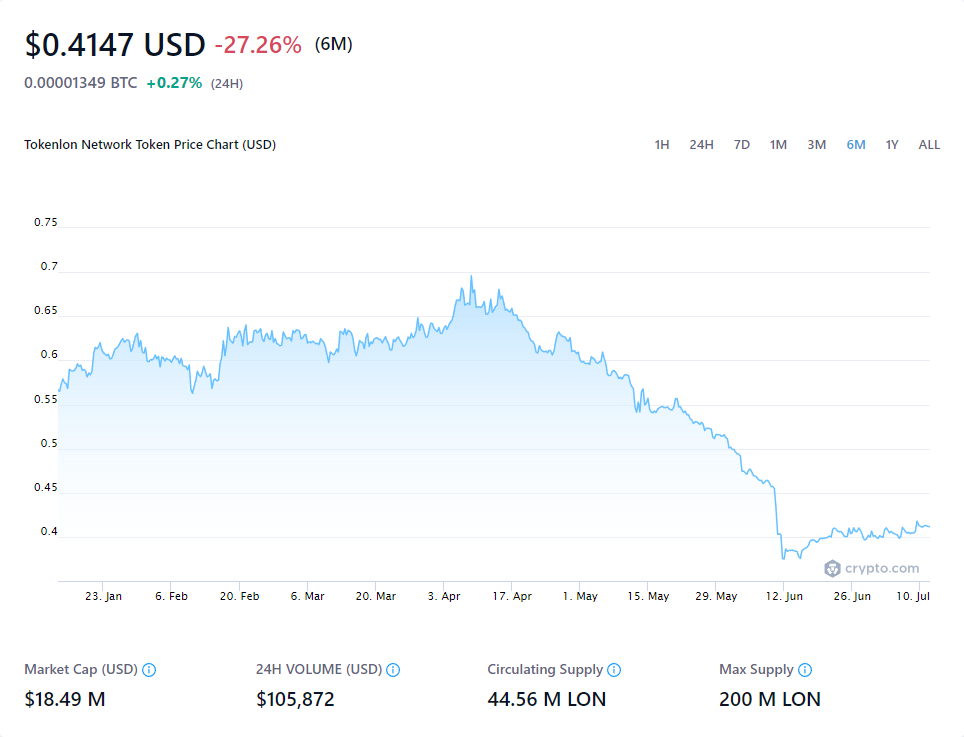 $0.4147 USD -27.26% (6M)
0.00001349 BTC +0.27% (24H)
Tokenlon Network Token Price Chart (USD) 1H 24H 7D 1M 3M 6M 1Y ALL
0.75
0.7
0.65
0.6
0.55
0.5
0.45
0.4
crypto.com
23. Jan 6. Feb 20. Feb 6. Mar 20. Mar 3. Apr 17. Apr 1. May 15. May 29. May 12. Jun 26. Jun 10. Jul
Market Cap (USD) 24H VOLUME (USD) Circulating Supply Max Supply
$18.49 M $105,872 44.56 M LON 200 M LON